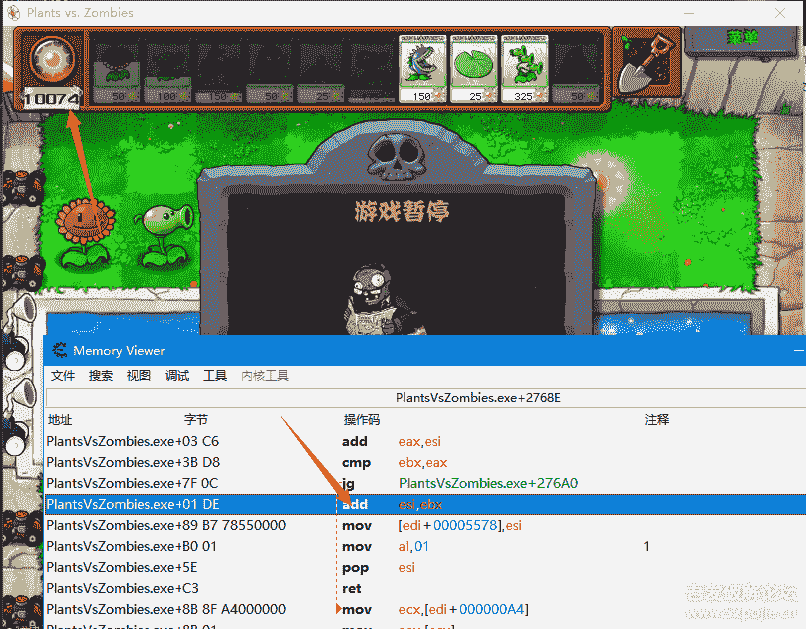 Plants vs. Zombies
菜单
10074
50 100 150 50 25 150 25 325 50
游戏暂停
Memory Viewer
文件 搜索 视图 调试 工具 内核工具
PlantsVsZombies.exe+2768E
地址 字节 操作码 注释
PlantsVsZombies.exe+03 C6 add eax,esi
PlantsVsZombies.exe+3B D8 cmp ebx,eax
PlantsVsZombies.exe+7F 0C jg PlantsVsZombies.exe+276A0
PlantsVsZombies.exe+01 DE add esi,ebx
PlantsVsZombies.exe+89 B7 78550000 mov [edi+00005578],esi
PlantsVsZombies.exe+B0 01 mov al,01 1
PlantsVsZombies.exe+5E pop esi
PlantsVsZombies.exe+C3 ret
PlantsVsZombies.exe+8B 8F A4000000 mov ecx,[edi+000000A4]